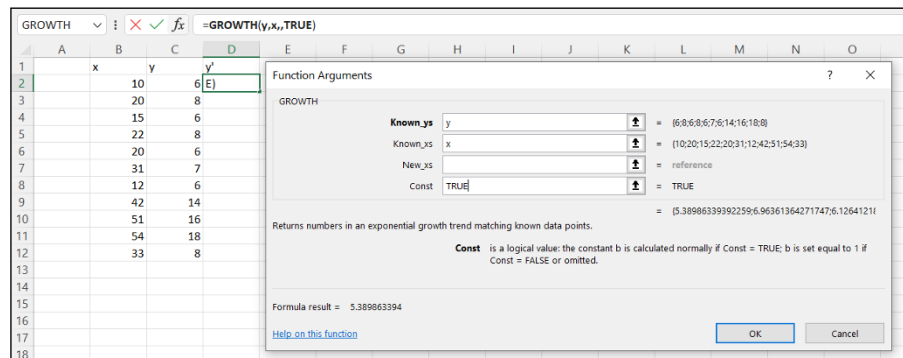 GROWTH fx =GROWTH(y,x,,TRUE)
A B C D E F G H I J K L M N O
1 x y y'
2 10 6 E)
3 20 8
4 15 6
5 22 8
6 20 6
7 31 7
8 12 6
9 42 14
10 51 16
11 54 18
12 33 8
13
14
15
16
17
18
Function Arguments ? ×
GROWTH
Known_ys y = {6;8;6;8;6;7;6;14;16;18;8}
Known_xs x = {10;20;15;22;20;31;12;42;51;54;33}
New_xs = reference
Const TRUE = TRUE
= {5.38986339392259;6.96361364271747;6.12641218
Returns numbers in an exponential growth trend matching known data points.
Const is a logical value: the constant b is calculated normally if Const = TRUE; b is set equal to 1 if
Const = FALSE or omitted.
Formula result = 5.389863394
Help on this function OK Cancel